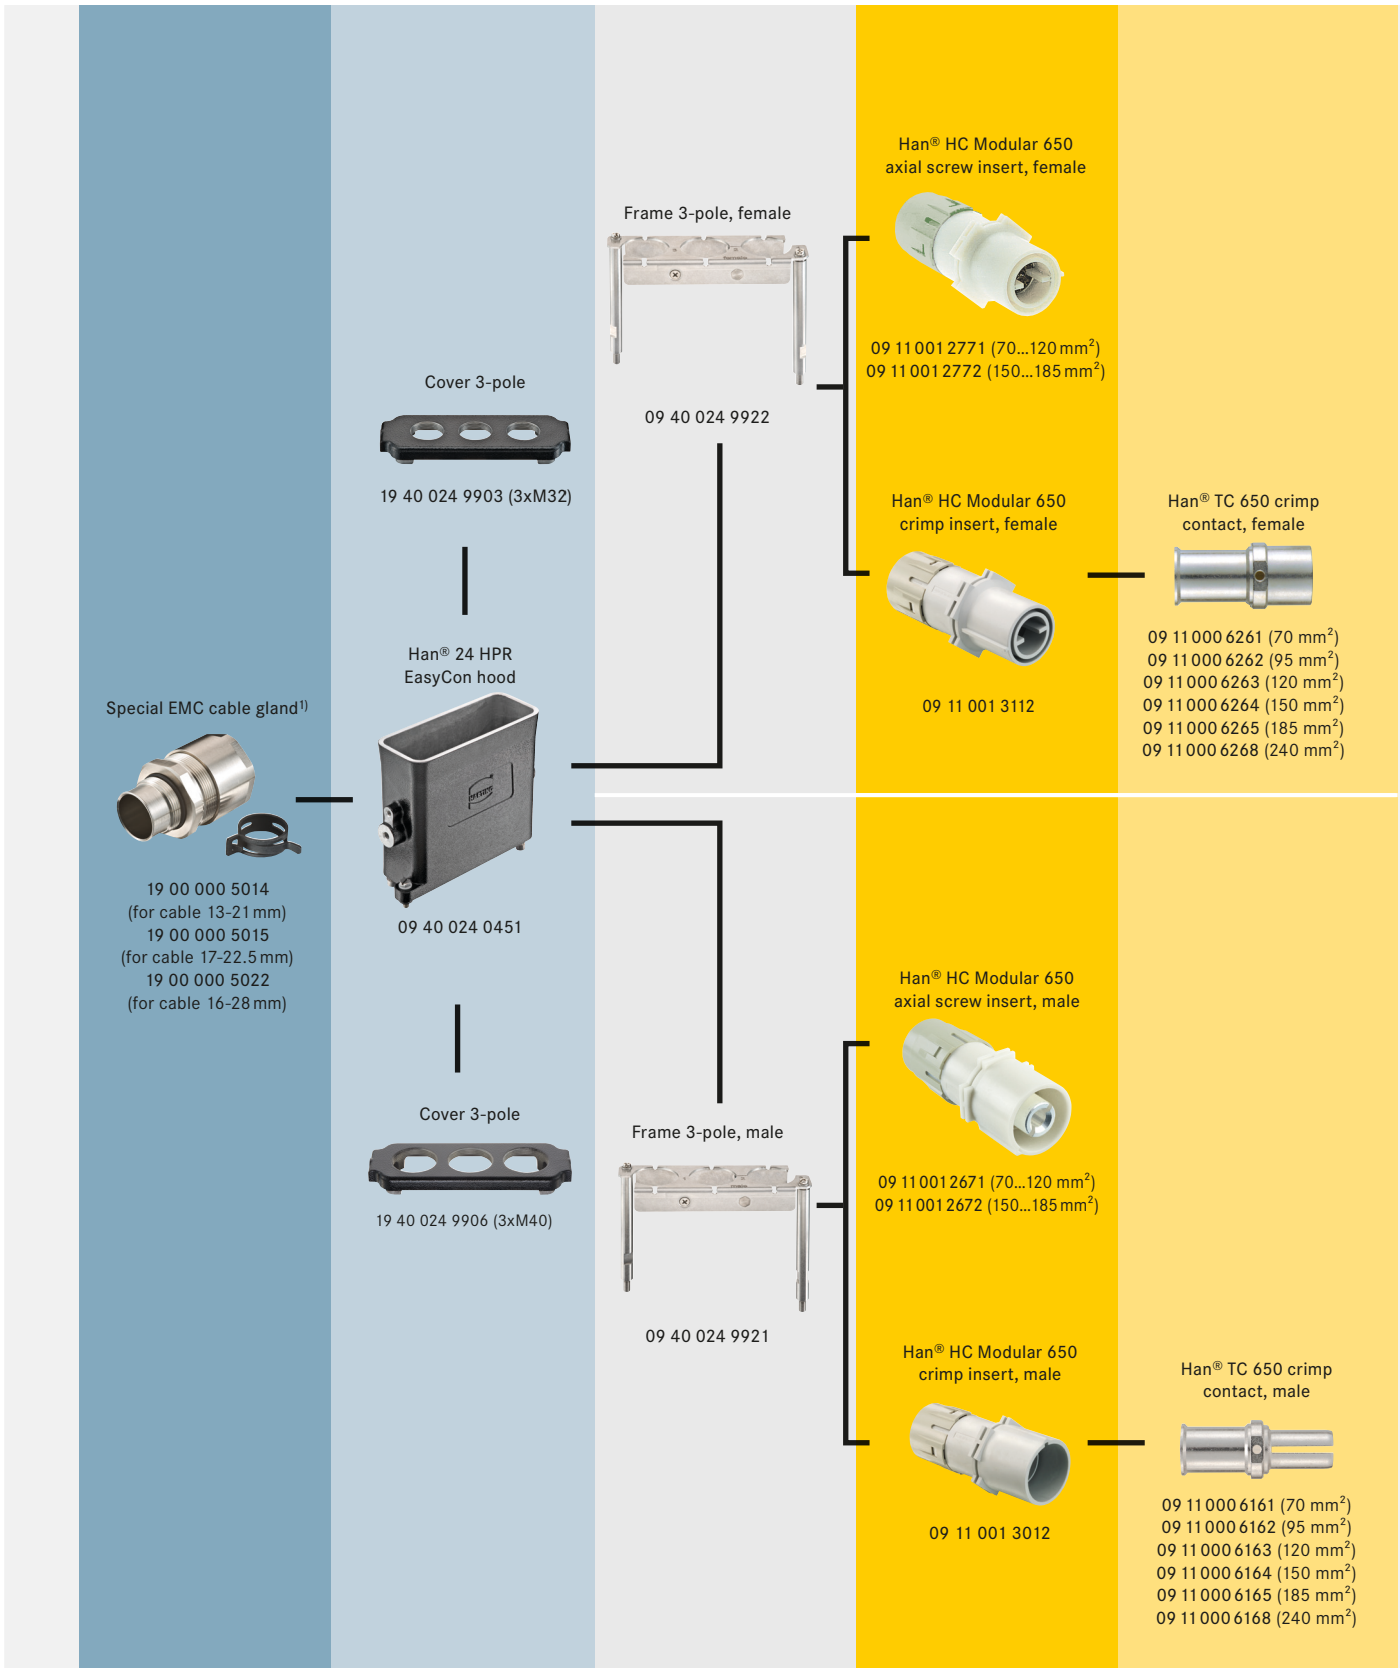 Special EMC cable gland1)
19 00 000 5014
(for cable 13-21 mm)
19 00 000 5015
(for cable 17-22.5 mm)
19 00 000 5022
(for cable 16-28 mm)
Cover 3-pole
19 40 024 9903 (3xM32)
Han® 24 HPR
EasyCon hood
HARTING
09 40 024 0451
Cover 3-pole
19 40 024 9906 (3xM40)
Frame 3-pole, female
09 40 024 9922
Frame 3-pole, male
09 40 024 9921
Han® HC Modular 650
axial screw insert, female
09 11 001 2771 (70...120 mm²)
09 11 001 2772 (150...185 mm²)
Han® HC Modular 650
crimp insert, female
09 11 001 3112
Han® TC 650 crimp
contact, female
09 11 000 6261 (70 mm²)
09 11 000 6262 (95 mm²)
09 11 000 6263 (120 mm²)
09 11 000 6264 (150 mm²)
09 11 000 6265 (185 mm²)
09 11 000 6268 (240 mm²)
Han® HC Modular 650
axial screw insert, male
09 11 001 2671 (70...120 mm²)
09 11 001 2672 (150...185 mm²)
Han® HC Modular 650
crimp insert, male
09 11 001 3012
Han® TC 650 crimp
contact, male
09 11 000 6161 (70 mm²)
09 11 000 6162 (95 mm²)
09 11 000 6163 (120 mm²)
09 11 000 6164 (150 mm²)
09 11 000 6165 (185 mm²)
09 11 000 6168 (240 mm²)